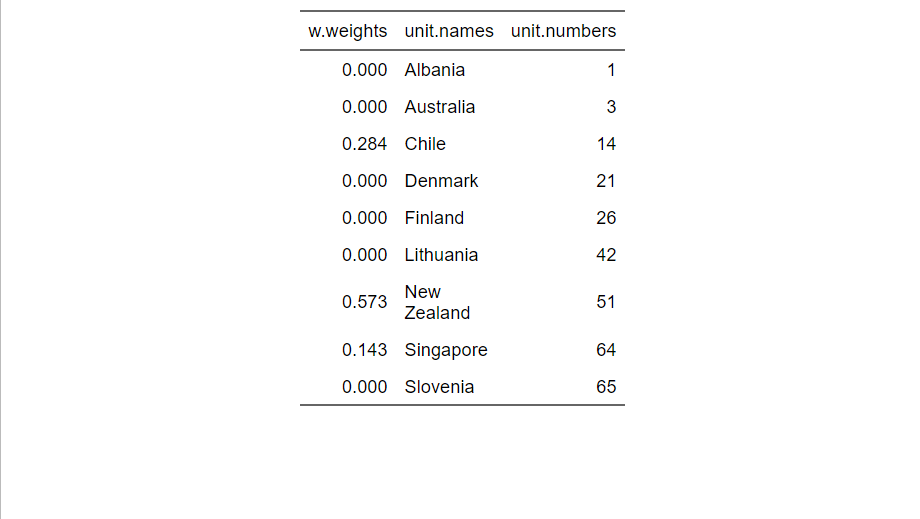 w.weights unit.names unit.numbers
0.000 Albania 1
0.000 Australia 3
0.284 Chile 14
0.000 Denmark 21
0.000 Finland 26
0.000 Lithuania 42
0.573 New Zealand 51
0.143 Singapore 64
0.000 Slovenia 65